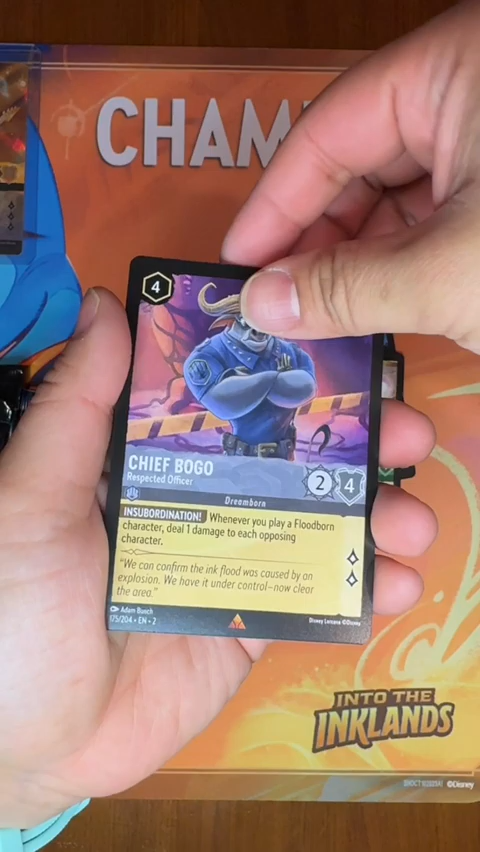 CHAM
4
CHIEF BOGO
Respected Officer
2 4
Dreamborn
INSUBORDINATION! Whenever you play a Floodborn
character, deal 1 damage to each opposing
character.
"We can confirm the ink flood was caused by an
explosion. We have it under control–now clear
the area."
Adam Bunch
175/204 • EN • 2
Disney Lorcana ©Disney
INTO THE
INKLANDS
©Disney